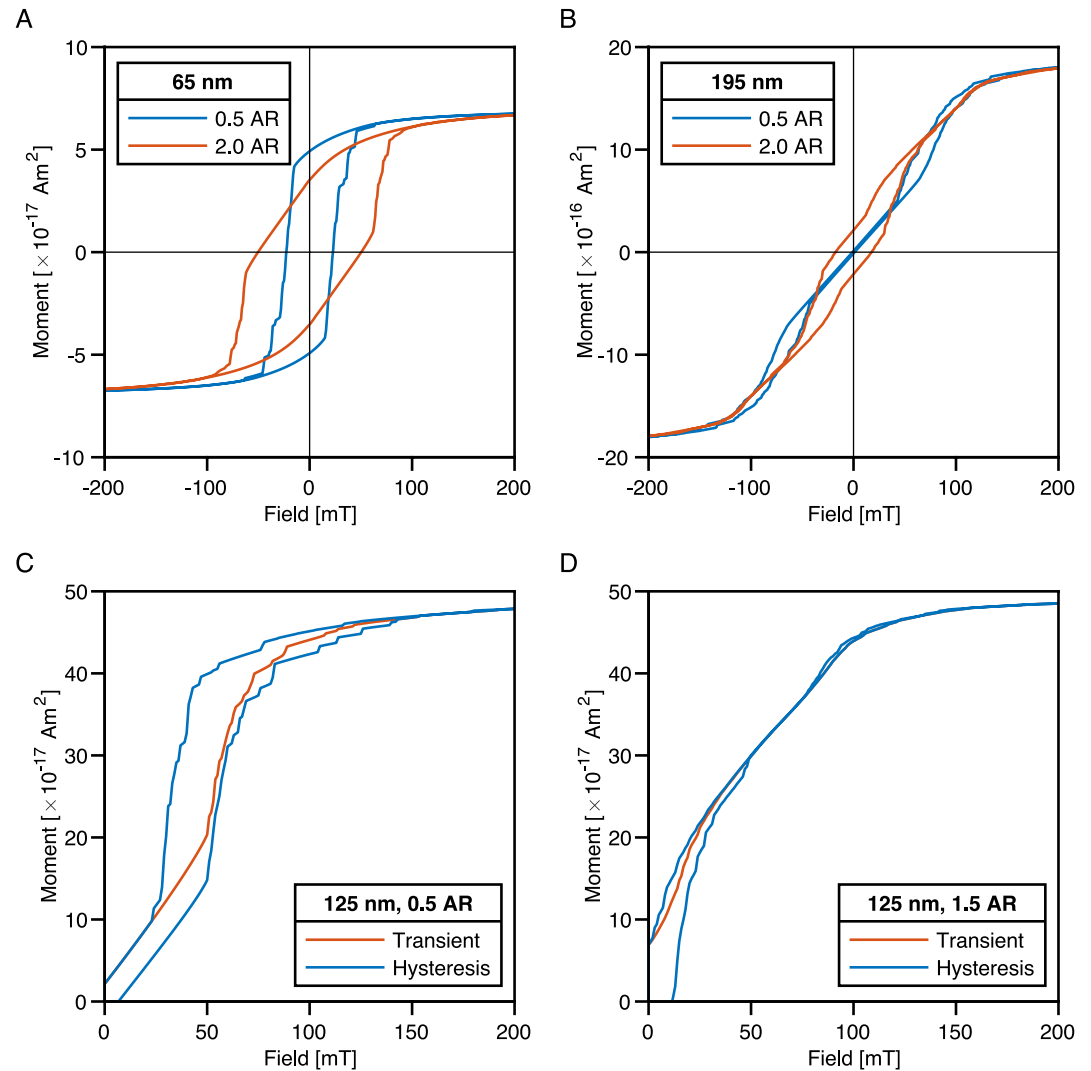 A
10
5
0
-5
-10
-200
-100
0
100
200
Moment [ × 10⁻¹⁷ Am²]
Field [mT]
65 nm
0.5 AR
2.0 AR
B
20
10
0
-10
-20
-200
-100
0
100
200
Moment [ × 10⁻¹⁶ Am²]
Field [mT]
195 nm
0.5 AR
2.0 AR
C
50
40
30
20
10
0
0
50
100
150
200
Moment [ × 10⁻¹⁷ Am²]
Field [mT]
125 nm, 0.5 AR
Transient
Hysteresis
D
50
40
30
20
10
0
0
50
100
150
200
Moment [ × 10⁻¹⁷ Am²]
Field [mT]
125 nm, 1.5 AR
Transient
Hysteresis